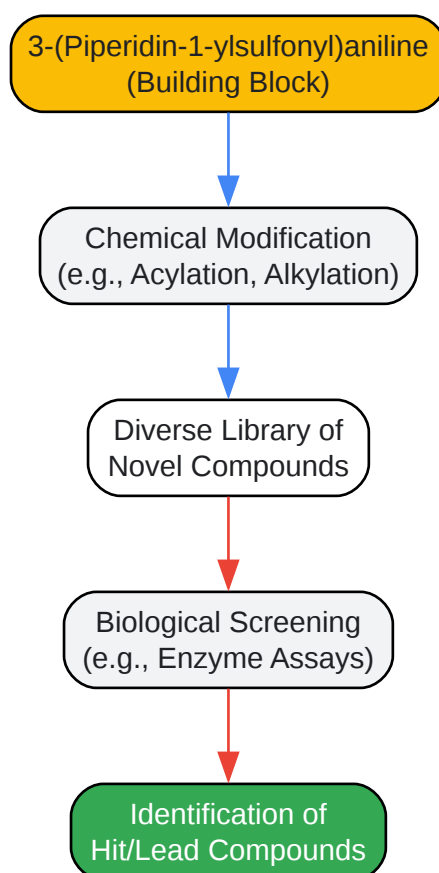 3-(Piperidin-1-ylsulfonyl)aniline
(Building Block)
Chemical Modification
(e.g., Acylation, Alkylation)
Diverse Library of
Novel Compounds
Biological Screening
(e.g., Enzyme Assays)
Identification of
Hit/Lead Compounds